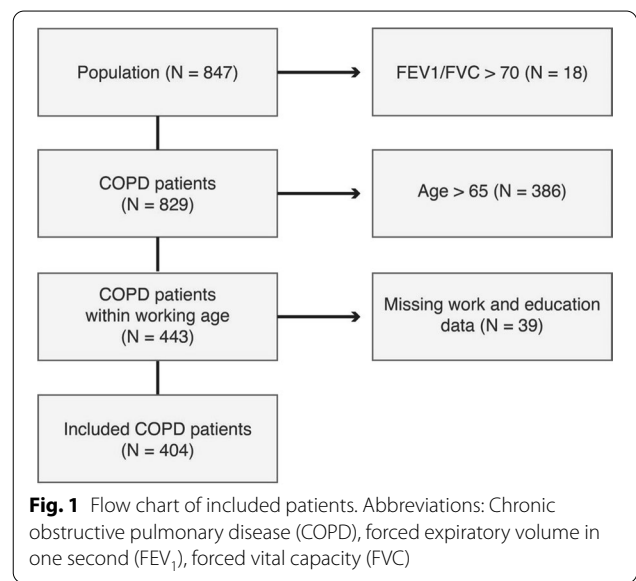 Population (N = 847)
FEV1/FVC > 70 (N = 18)
COPD patients
(N = 829)
Age > 65 (N = 386)
COPD patients
within working age
(N = 443)
Missing work and education
data (N = 39)
Included COPD patients
(N = 404)
Fig. 1 Flow chart of included patients. Abbreviations: Chronic
obstructive pulmonary disease (COPD), forced expiratory volume in
one second (FEV₁), forced vital capacity (FVC)